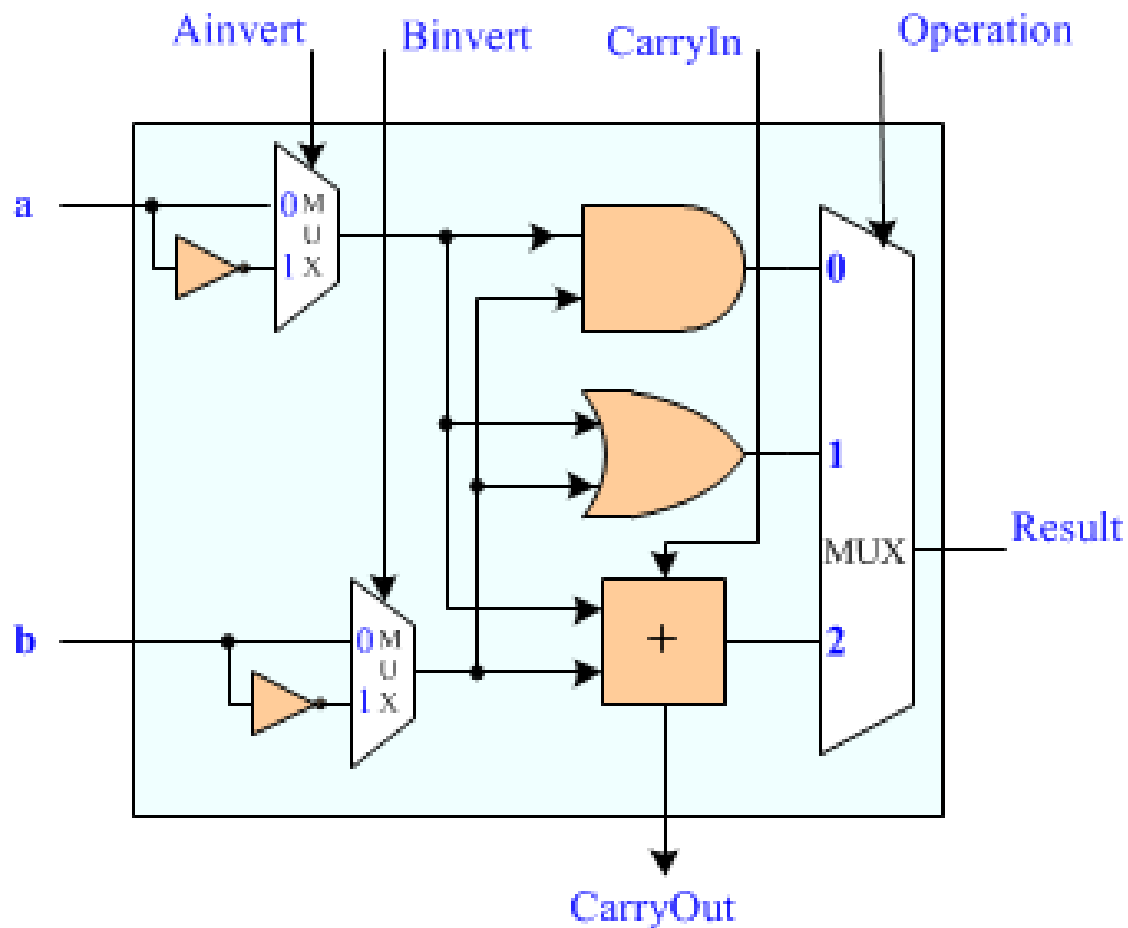 Ainvert
Binvert
CarryIn
Operation
a
0 M
U
1 X
0
1
MUX
Result
b
0 M
U
1 X
+
2
CarryOut